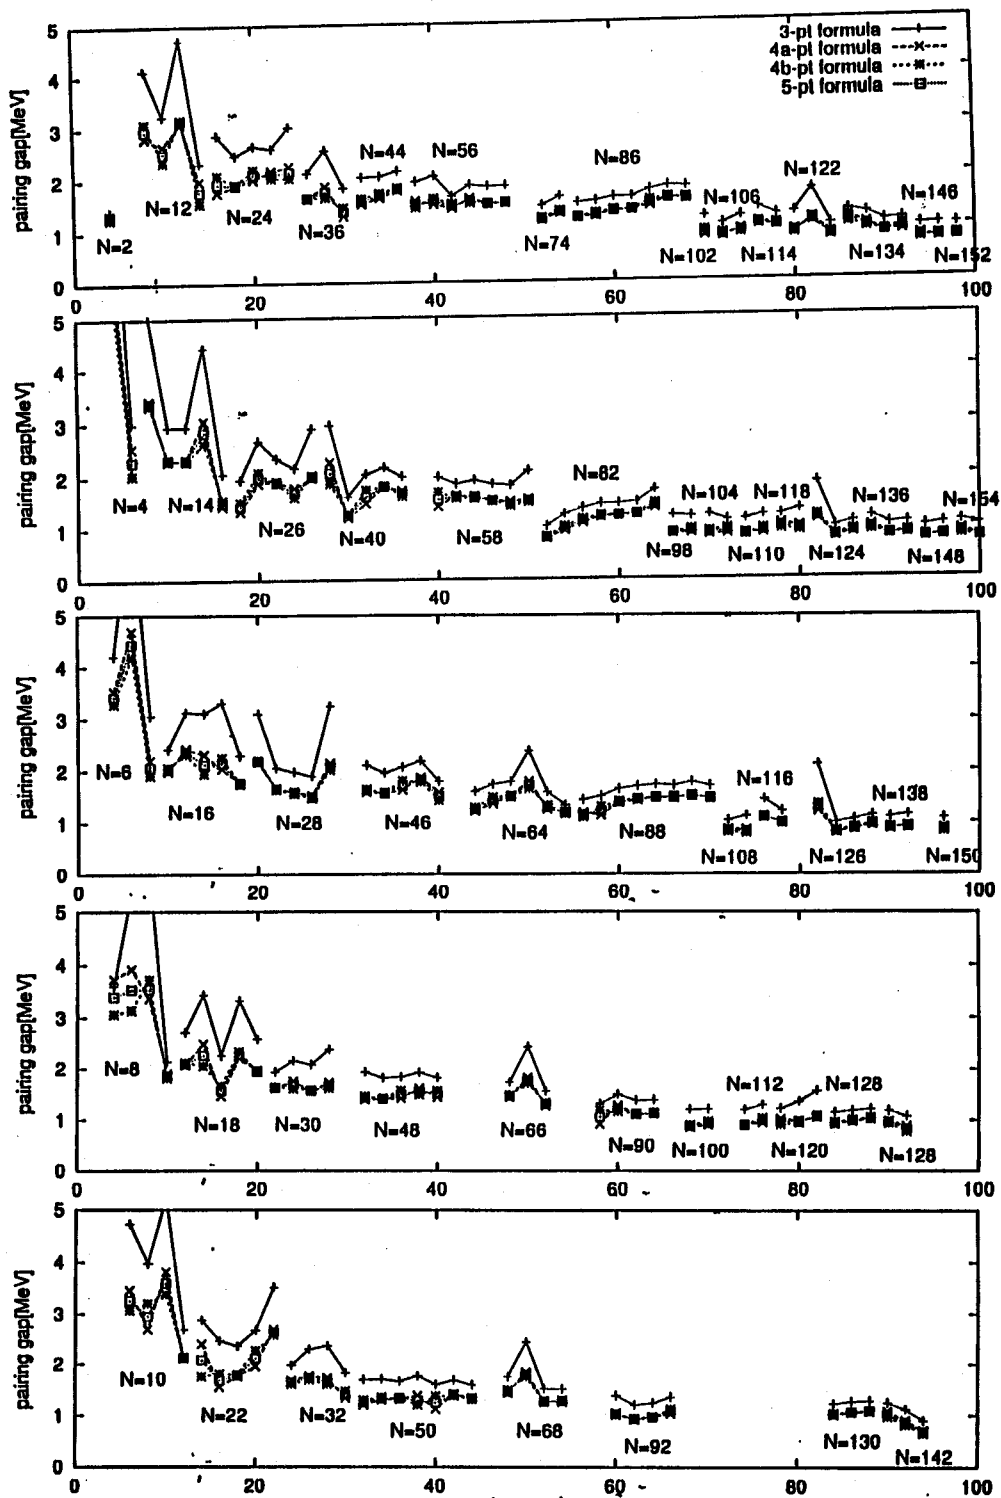 3-pt formula
4a-pt formula
4b-pt formula
5-pt formula
pairing gap[MeV]
5
4
3
2
1
0
N=44 N=56 N=86 N=122
N=106 N=146
N=12 N=24 N=36
N=2 N=74 N=102 N=114 N=134 N=152
0 20 40 60 80 100
pairing gap[MeV]
5
4
3
2
1
0
N=82 N=104 N=118 N=136 N=154
N=4 N=14 N=26 N=40 N=58
N=98 N=110 N=124 N=148
0 20 40 60 80 100
pairing gap[MeV]
5
4
3
2
1
0
N=6 N=116 N=138
N=16 N=28 N=46 N=64 N=88
N=108 N=126 N=150
0 20 40 60 80 100
pairing gap[MeV]
5
4
3
2
1
0
N=8 N=112 N=128
N=18 N=30 N=48 N=66
N=90 N=100 N=120 N=128
0 20 40 60 80 100
pairing gap[MeV]
5
4
3
2
1
0
N=10 N=22 N=32
N=50 N=68 N=92 N=130 N=142
0 20 40 60 80 100